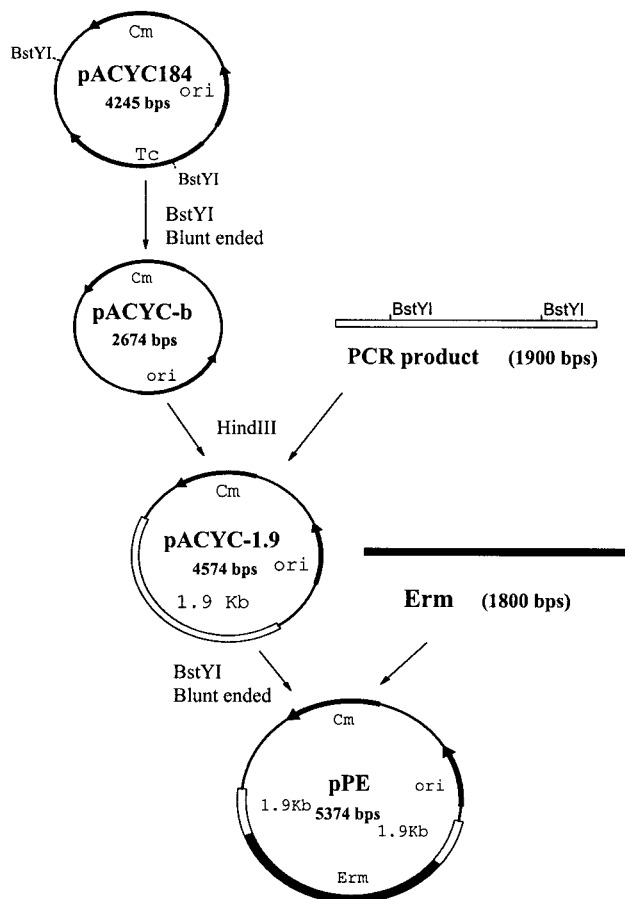 Cm
BstYI
pACYC184
ori
4245 bps
Tc
BstYI
BstYI
Blunt ended
Cm
pACYC-b
2674 bps
ori
BstYI
BstYI
PCR product (1900 bps)
HindIII
Cm
pACYC-1.9
4574 bps
ori
1.9 Kb
Erm (1800 bps)
BstYI
Blunt ended
Cm
pPE
ori
1.9Kb
5374 bps
1.9Kb
Erm